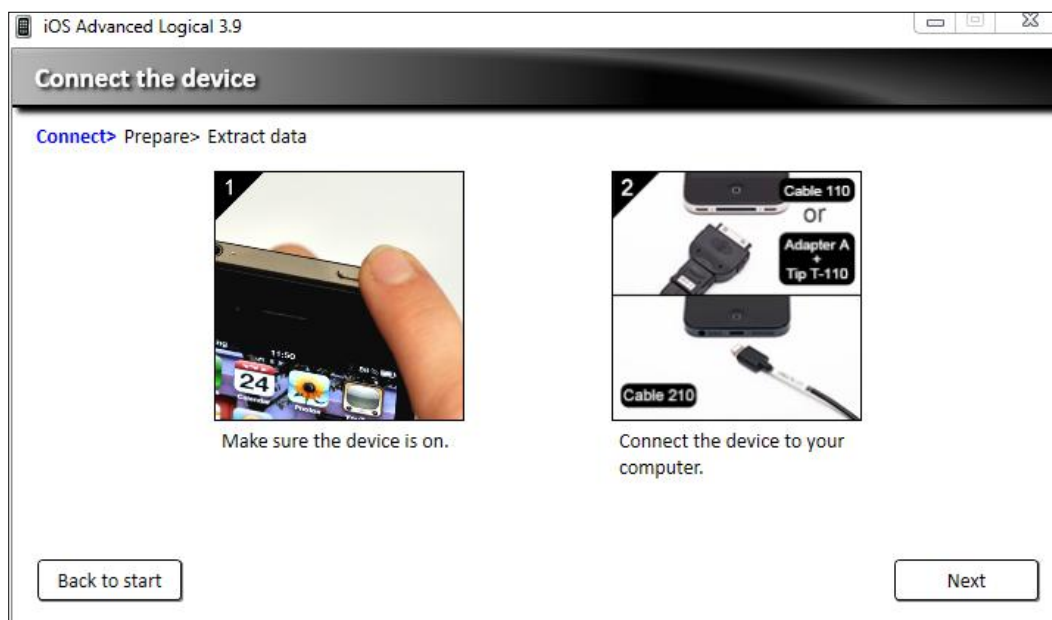 iOS Advanced Logical 3.9
Connect the device
Connect> Prepare> Extract data
1
11:50
24
Calendar
Photos
Make sure the device is on.
2
Cable 110
or
Adapter A
+
Tip T-110
Cable 210
Connect the device to your
computer.
Back to start
Next